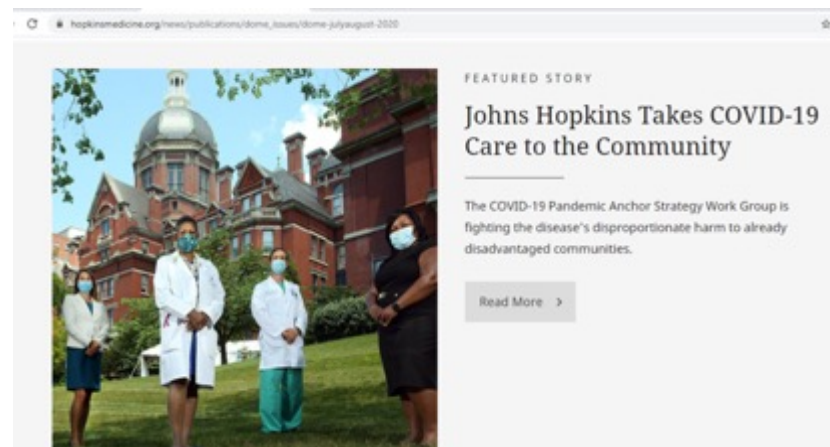 hopkinsmedicine.org/news/publications/dome_issues/dome-julyaugust-2020
FEATURED STORY
Johns Hopkins Takes COVID-19
Care to the Community
The COVID-19 Pandemic Anchor Strategy Work Group is
fighting the disease's disproportionate harm to already
disadvantaged communities.
Read More